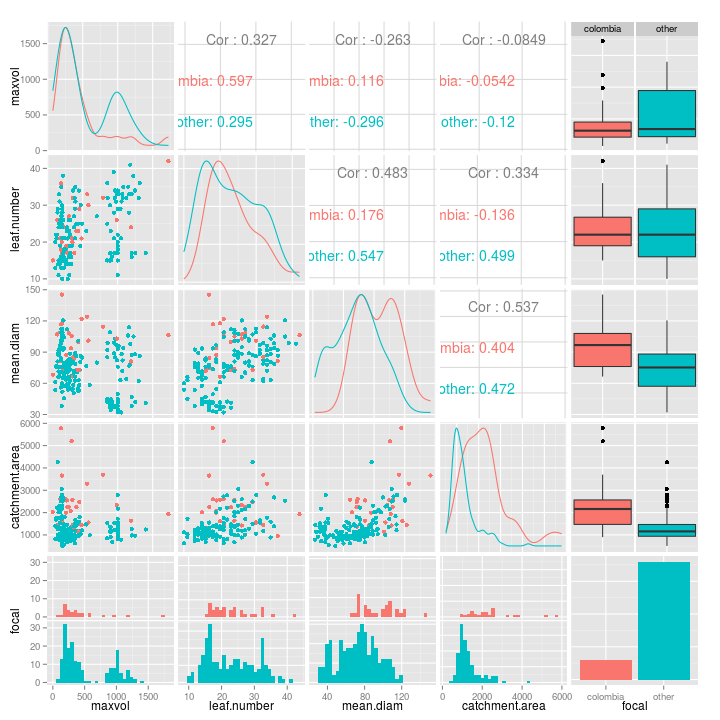 colombia other
Cor : 0.327 Cor : -0.263 Cor : -0.0849
mbia: 0.597 mbia: 0.116 bia: -0.0542
other: 0.295 ther: -0.296 other: -0.12
maxvol
1500
1000
500
0
Cor : 0.483 Cor : 0.334
mbia: 0.176 mbia: -0.136
other: 0.547 other: 0.499
leaf.number
40
30
20
10
Cor : 0.537
mbia: 0.404
other: 0.472
mean.diam
150
120
90
60
30
catchment.area
6000
5000
4000
3000
2000
1000
focal
30
20
10
0
30
20
10
0
0 500 1000 1500 10 20 30 40 40 80 120 0 2000 4000 6000 colombia other
maxvol leaf.number mean.diam catchment.area focal